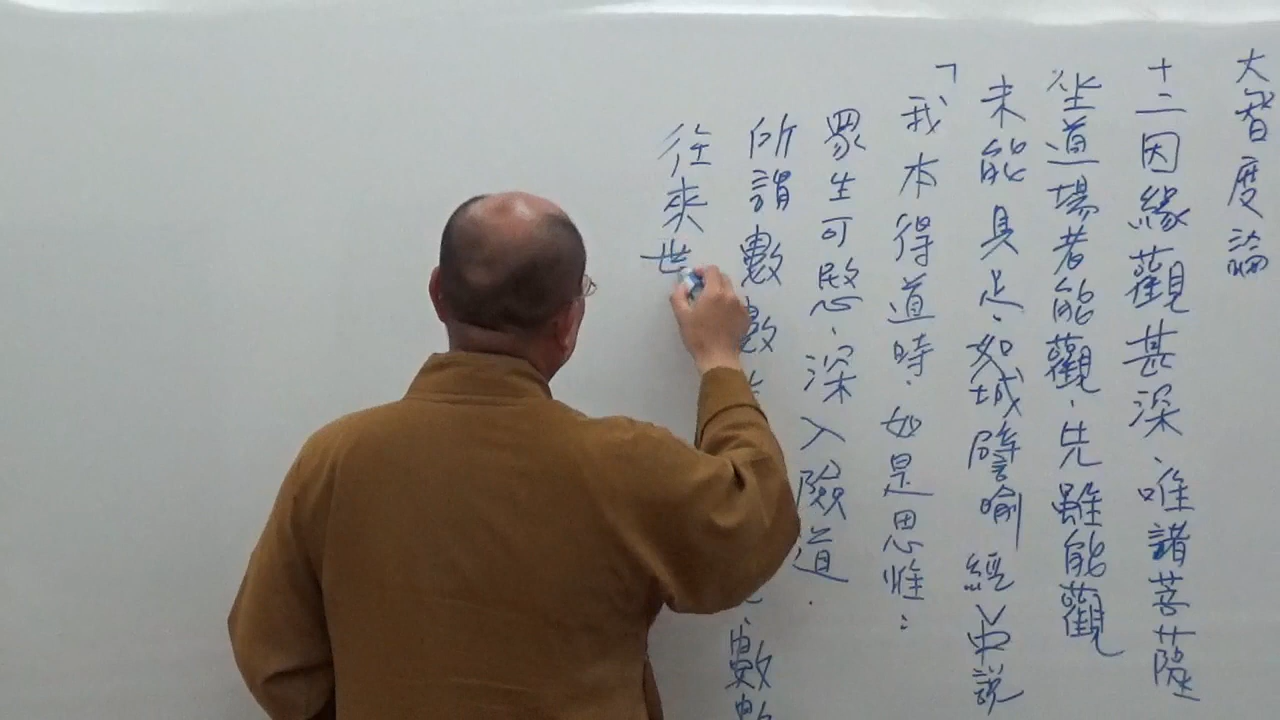 大智度論
十二因緣觀甚深、唯諸菩薩
坐道場者能觀、先雖能觀
未能具足、如城譬喻經中說
「我本得道時、如是思惟：
眾生可愍、深入險道．
所謂數數 數數
往來世